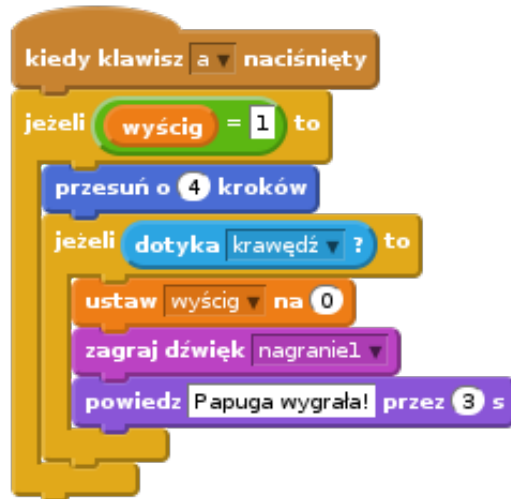 kiedy klawisz a naciśnięty
jeżeli wyścig = 1 to
przesuń o 4 kroków
jeżeli dotyka krawędź ? to
ustaw wyścig na 0
zagraj dźwięk nagranie1
powiedz Papuga wygrała! przez 3 s